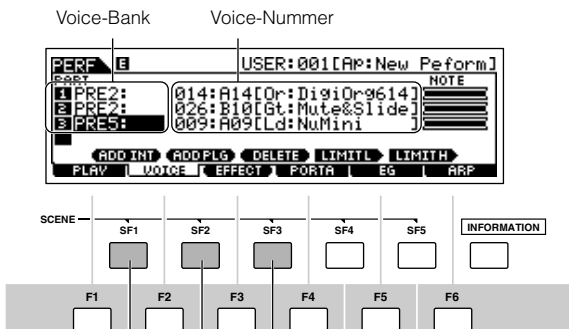 Voice-Bank Voice-Nummer
PERF E USER:001[AP:New Peform]
PART NOTE
1 PRE2: 014:A14[Or:DigiOrg614]
2 PRE2: 026:B10[Gt:Mute&Slide ]
3 PRE5: 009:A09[Ld:NuMini ]
ADD INT ADD PLG DELETE LIMITL LIMITH
PLAY VOICE EFFECT PORTA EG ARP
SCENE SF1 SF2 SF3 SF4 SF5 INFORMATION
F1 F2 F3 F4 F5 F6